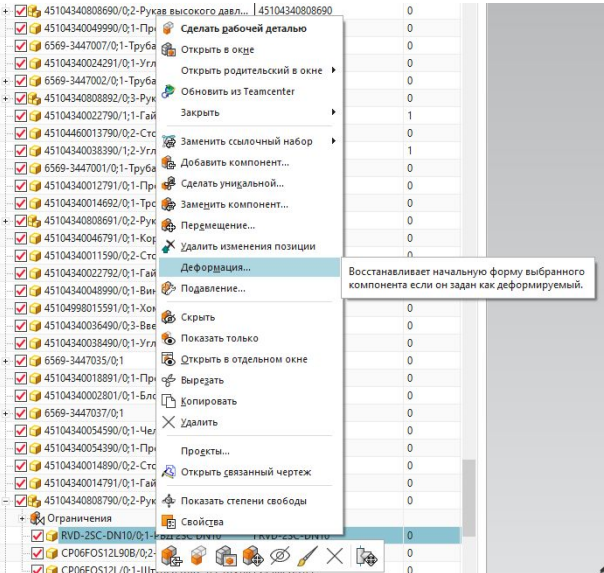 45104340808690/0;2-Рукав высокого давл... 45104340808690 0
45104340049990/0;1-Про Сделать рабочей деталью 0
6569-3447007/0;1-Труба Открыть в окне 0
45104340024291/0;1-Угл Открыть родительский в окне 0
6569-3447002/0;1-Труба 0
45104340808892/0;3-Рук Обновить из Teamcenter 0
45104340022790/1;1-Гай Закрыть 1
45104460013790/0;2-Сто 0
45104340038390/1;2-Угл Заменить ссылочный набор 1
6569-3447001/0;1-Труба Добавить компонент... 0
45104340012791/0;1-Про Сделать уникальной... 0
45104340014692/0;1-Тро Заменить компонент... 0
45104340808691/0;2-Рук Перемещение... 0
45104340046791/0;1-Кор Удалить изменения позиции 0
45104340011590/0;2-Сто 0
45104340022792/0;1-Гай Деформация... Восстанавливает начальную форму выбранного
45104340048990/0;1-Вин Подавление... компонента если он задан как деформируемый.
45104998015591/0;1-Хом 0
45104340036490/0;3-Вве Скрыть 0
45104340038490/0;1-Угл Показать только 0
6569-3447035/0;1 Открыть в отдельном окне 0
45104340018891/0;1-Про Вырезать 0
45104340002801/0;1-Бло Копировать 0
6569-3447037/0;1 Удалить 0
45104340054590/0;1-Чел 0
45104340054390/0;1-Про Проекты... 0
45104340014890/0;2-Сто Открыть связанный чертеж 0
45104340014791/0;1-Гай 0
45104340808790/0;2-Рук Показать степени свободы 0
Ограничения Свойства
RVD-2SC-DN10/0;1-РВД 2SC-DN10 RVD-2SC-DN10 0
CP06FOS12L90B/0;2- 0
CP06FOS12L/0;1-Шт 0